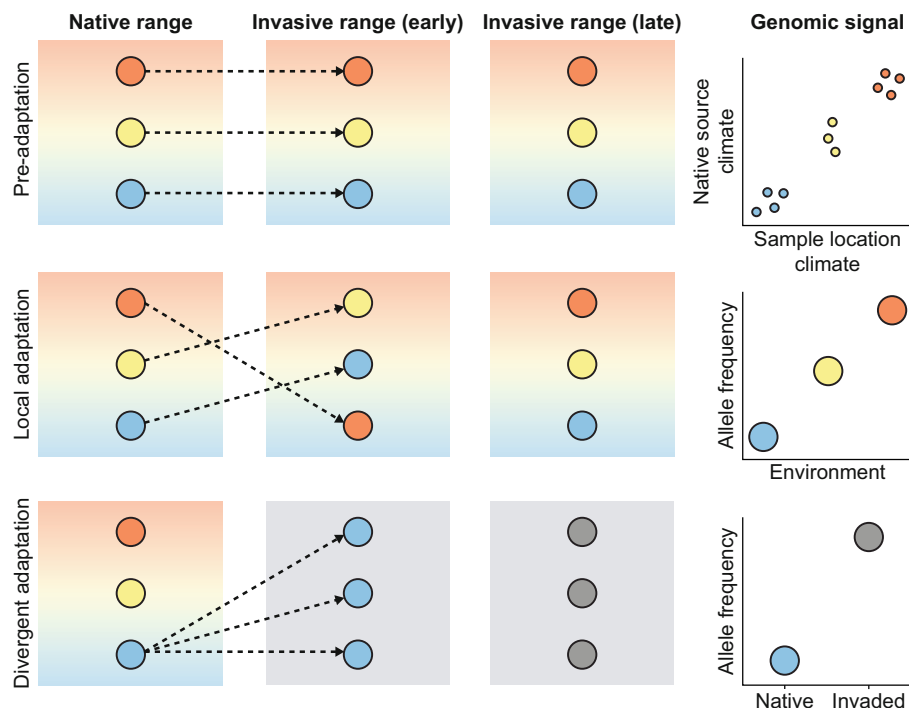 Native range
Invasive range (early)
Invasive range (late)
Genomic signal
Pre-adaptation
Native source
climate
Sample location
climate
Local adaptation
Allele frequency
Environment
Divergent adaptation
Allele frequency
Native
Invaded